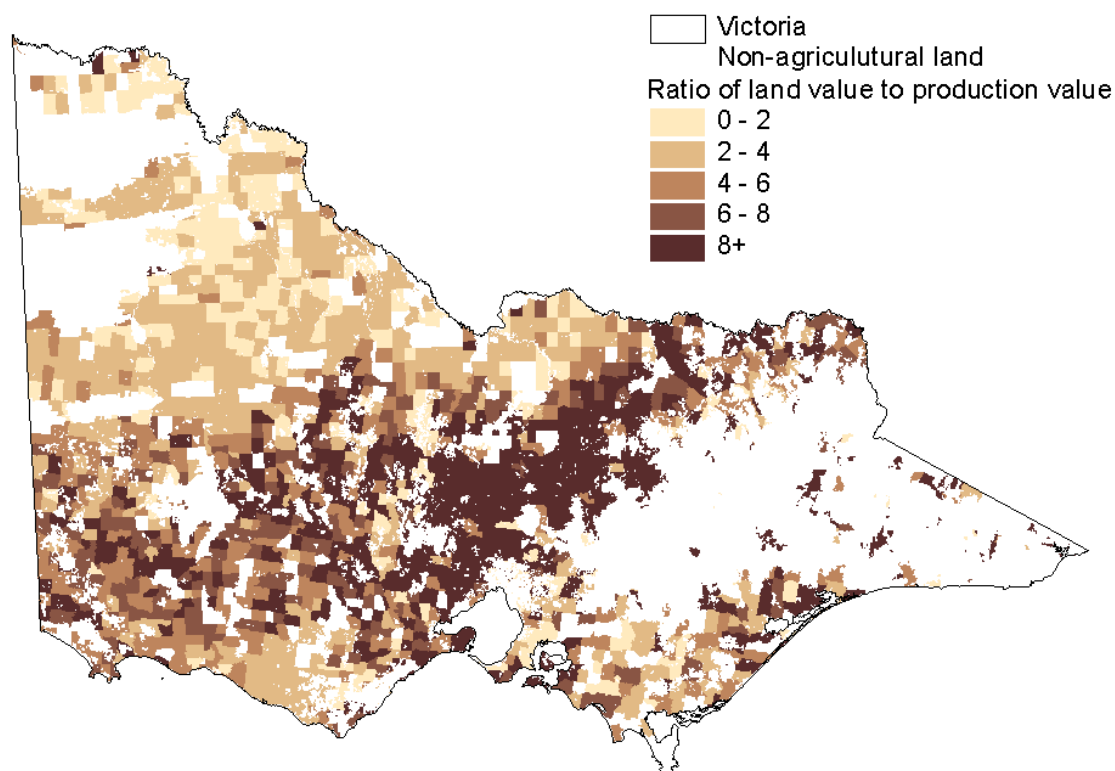 Victoria
Non-agriculutural land
Ratio of land value to production value
0 - 2
2 - 4
4 - 6
6 - 8
8+